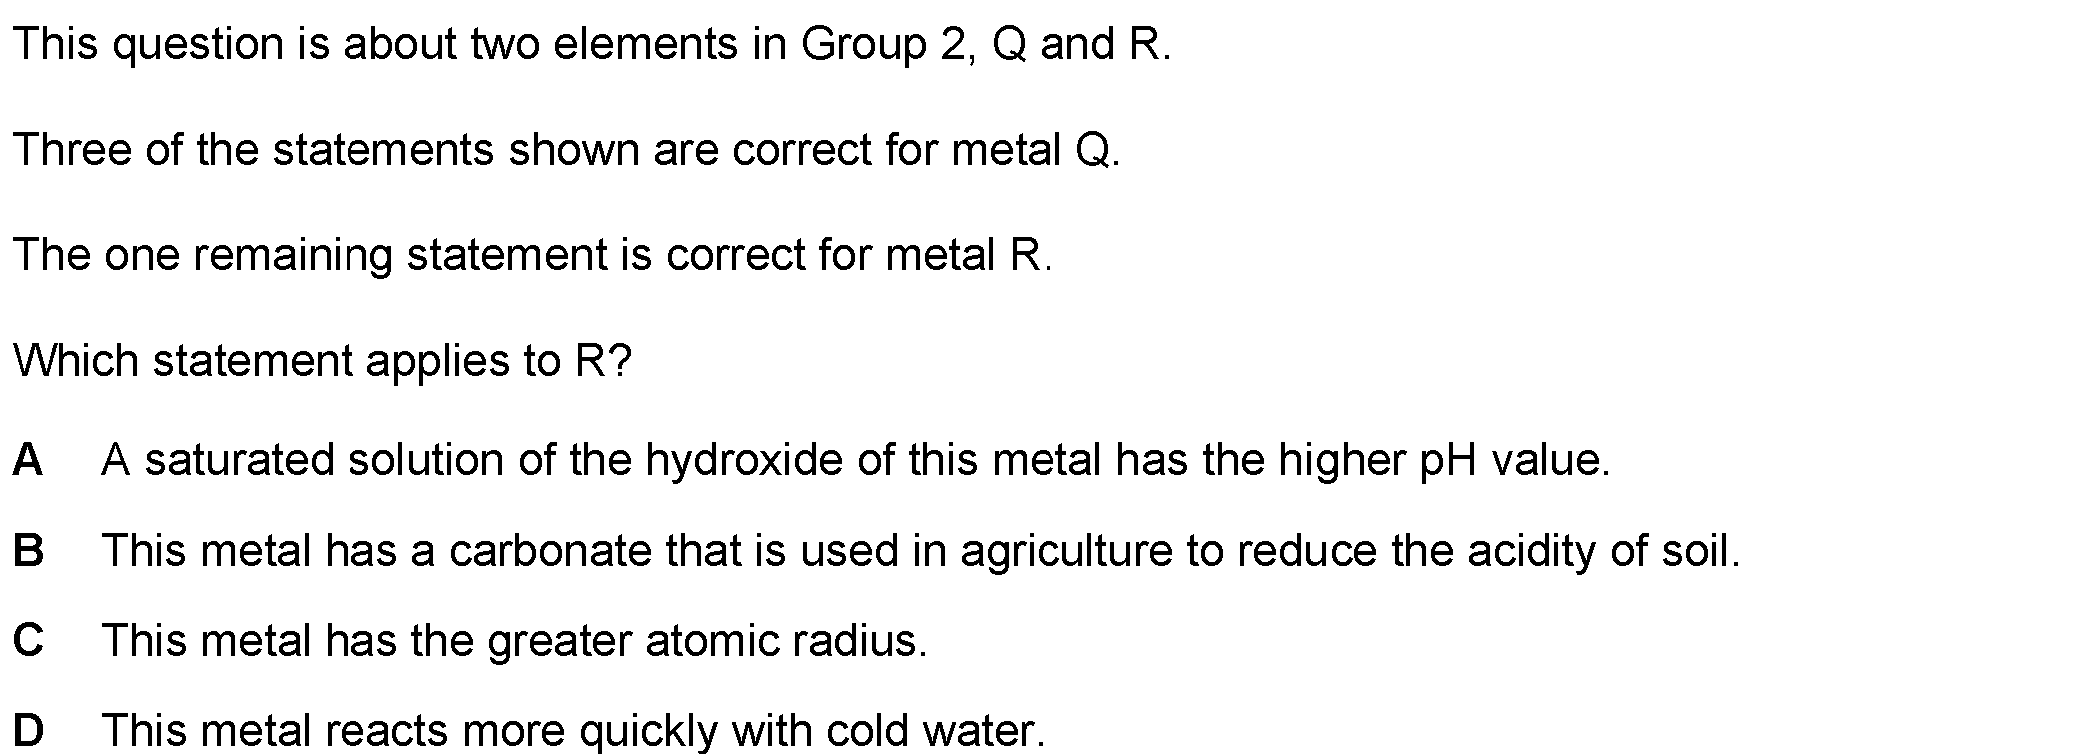 This question is about two elements in Group 2, Q and R.
Three of the statements shown are correct for metal Q.
The one remaining statement is correct for metal R.
Which statement applies to R?
A A saturated solution of the hydroxide of this metal has the higher pH value.
B This metal has a carbonate that is used in agriculture to reduce the acidity of soil.
C This metal has the greater atomic radius.
D This metal reacts more quickly with cold water.